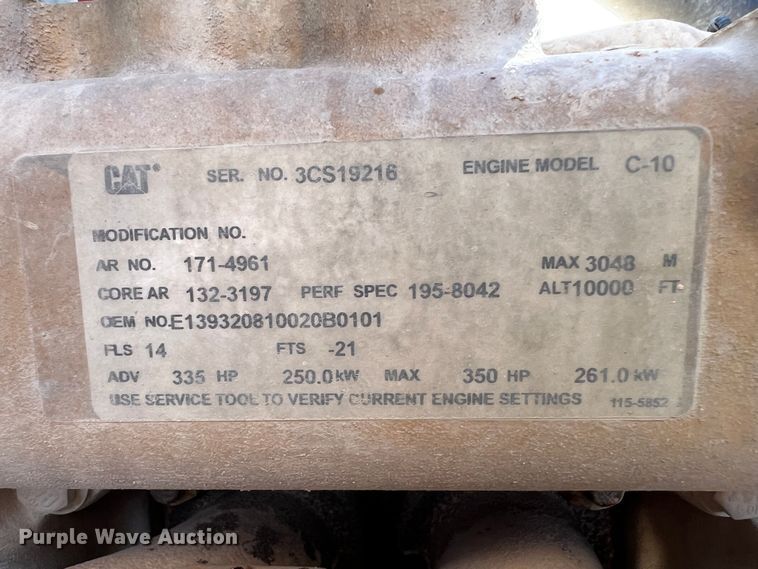 CAT® SER. NO. 3CS19216 ENGINE MODEL C-10
MODIFICATION NO.
AR NO. 171-4961 MAX 3048 M
CORE AR 132-3197 PERF SPEC 195-8042 ALT 10000 FT
OEM NO. E139320810020B0101
FLS 14 FTS -21
ADV 335 HP 250.0 kW MAX 350 HP 261.0 kW
USE SERVICE TOOL TO VERIFY CURRENT ENGINE SETTINGS 115-5852
Purple Wave Auction